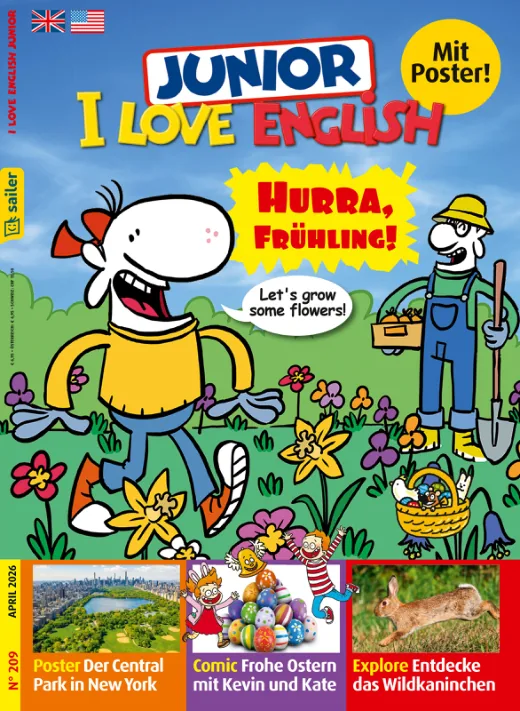 I LOVE ENGLISH JUNIOR
Mit
Poster!
JUNIOR
I LOVE ENGLISH
sailer
HURRA,
FRÜHLING!
Let's grow
some flowers!
APRIL 2026
N° 209
Poster Der Central
Park in New York
Comic Frohe Ostern
mit Kevin und Kate
Explore Entdecke
das Wildkaninchen